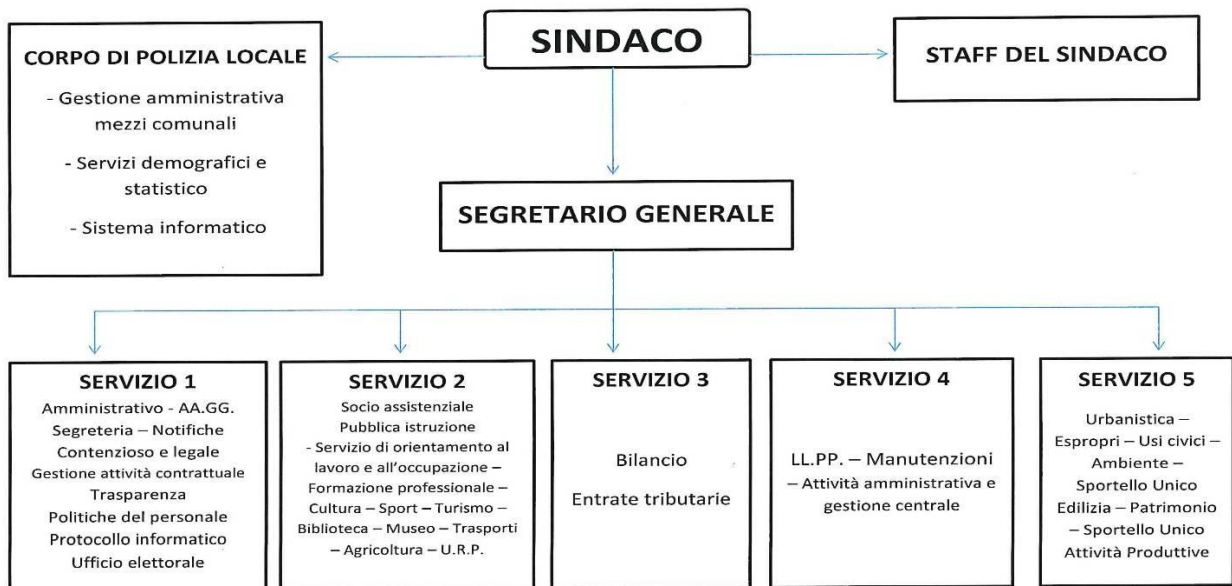 SINDACO
CORPO DI POLIZIA LOCALE
- Gestione amministrativa
mezzi comunali
- Servizi demografici e
statistico
- Sistema informatico
STAFF DEL SINDACO
SEGRETARIO GENERALE
SERVIZIO 1
Amministrativo - AA.GG.
Segreteria – Notifiche
Contenzioso e legale
Gestione attività contrattuale
Trasparenza
Politiche del personale
Protocollo informatico
Ufficio elettorale
SERVIZIO 2
Socio assistenziale
Pubblica istruzione
- Servizio di orientamento al
lavoro e all'occupazione –
Formazione professionale –
Cultura – Sport – Turismo –
Biblioteca – Museo – Trasporti
– Agricoltura – U.R.P.
SERVIZIO 3
Bilancio
Entrate tributarie
SERVIZIO 4
LL.PP. – Manutenzioni
– Attività amministrativa e
gestione centrale
SERVIZIO 5
Urbanistica –
Espropri – Usi civici –
Ambiente –
Sportello Unico
Edilizia – Patrimonio
– Sportello Unico
Attività Produttive